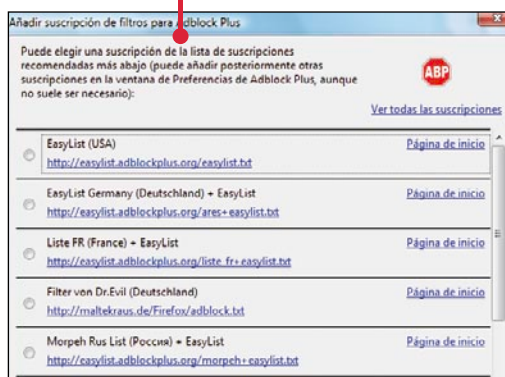 Añadir suscripción de filtros para Adblock Plus
Puede elegir una suscripción de la lista de suscripciones
recomendadas más abajo (puede añadir posteriormente otras
suscripciones en la ventana de Preferencias de Adblock Plus, aunque
no suele ser necesario):
ABP
Ver todas las suscripciones
EasyList (USA) Página de inicio
http://easylist.adblockplus.org/easylist.txt
EasyList Germany (Deutschland) + EasyList Página de inicio
http://easylist.adblockplus.org/ares+easylist.txt
Liste FR (France) + EasyList Página de inicio
http://easylist.adblockplus.org/liste_fr+easylist.txt
Filter von Dr.Evil (Deutschland) Página de inicio
http://maltekraus.de/Firefox/adblock.txt
Morpeh Rus List (Россия) + EasyList Página de inicio
http://easylist.adblockplus.org/morpeh+easylist.txt